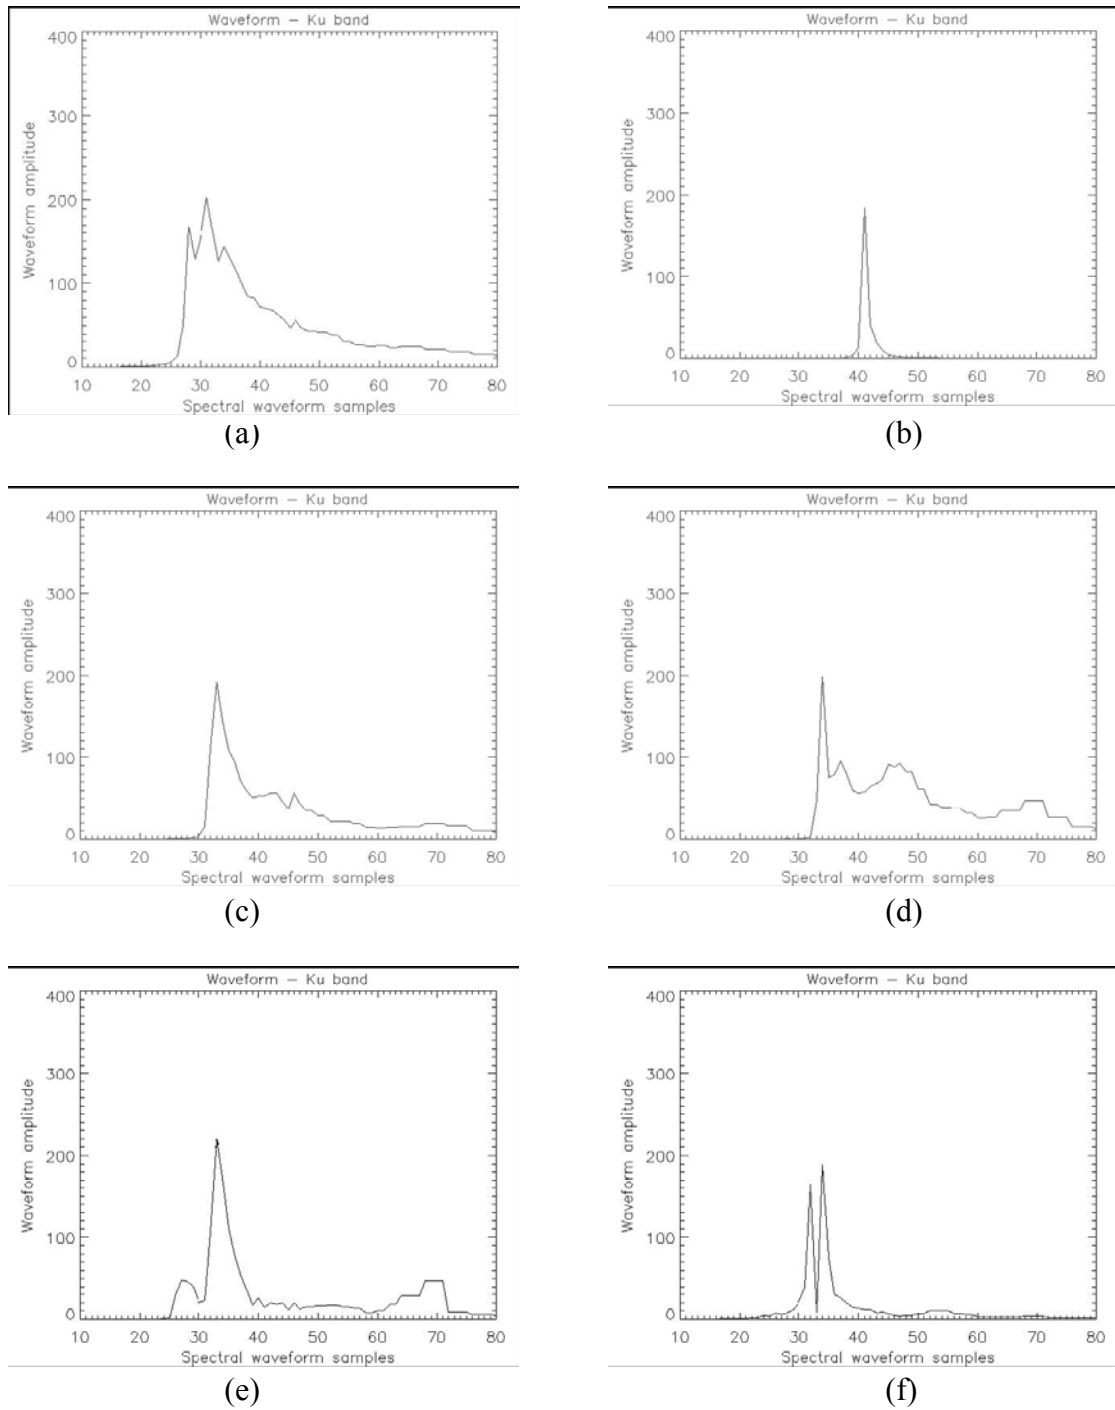 Waveform – Ku band
400
300
200
100
0
Waveform amplitude
10 20 30 40 50 60 70 80
Spectral waveform samples
(a)
Waveform – Ku band
400
300
200
100
0
Waveform amplitude
10 20 30 40 50 60 70 80
Spectral waveform samples
(b)
Waveform – Ku band
400
300
200
100
0
Waveform amplitude
10 20 30 40 50 60 70 80
Spectral waveform samples
(c)
Waveform – Ku band
400
300
200
100
0
Waveform amplitude
10 20 30 40 50 60 70 80
Spectral waveform samples
(d)
Waveform – Ku band
400
300
200
100
0
Waveform amplitude
10 20 30 40 50 60 70 80
Spectral waveform samples
(e)
Waveform – Ku band
400
300
200
100
0
Waveform amplitude
10 20 30 40 50 60 70 80
Spectral waveform samples
(f)